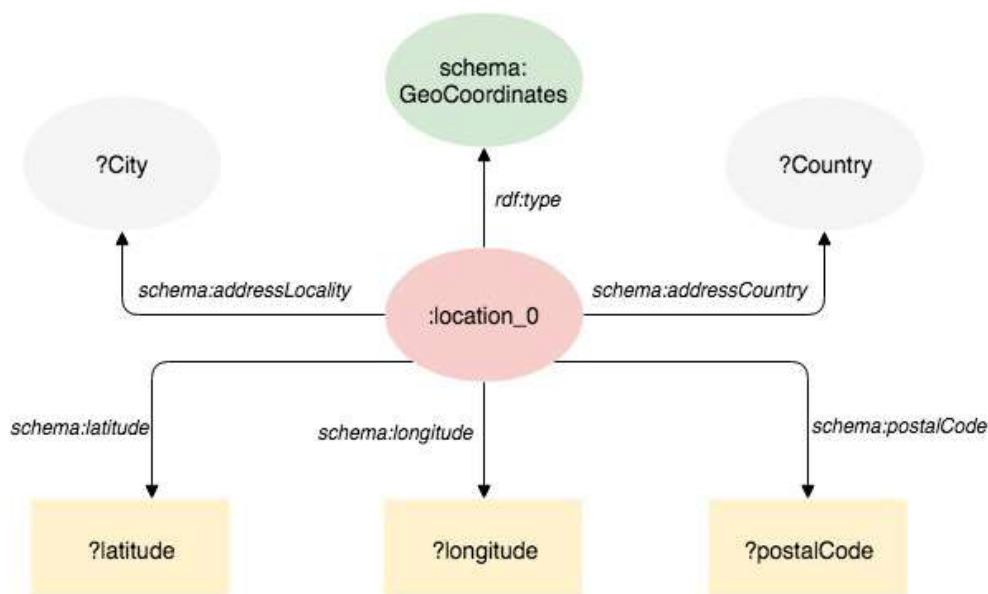 schema:
GeoCoordinates
?City
?Country
rdf:type
schema:addressLocality
schema:addressCountry
:location_0
schema:latitude
schema:longitude
schema:postalCode
?latitude
?longitude
?postalCode